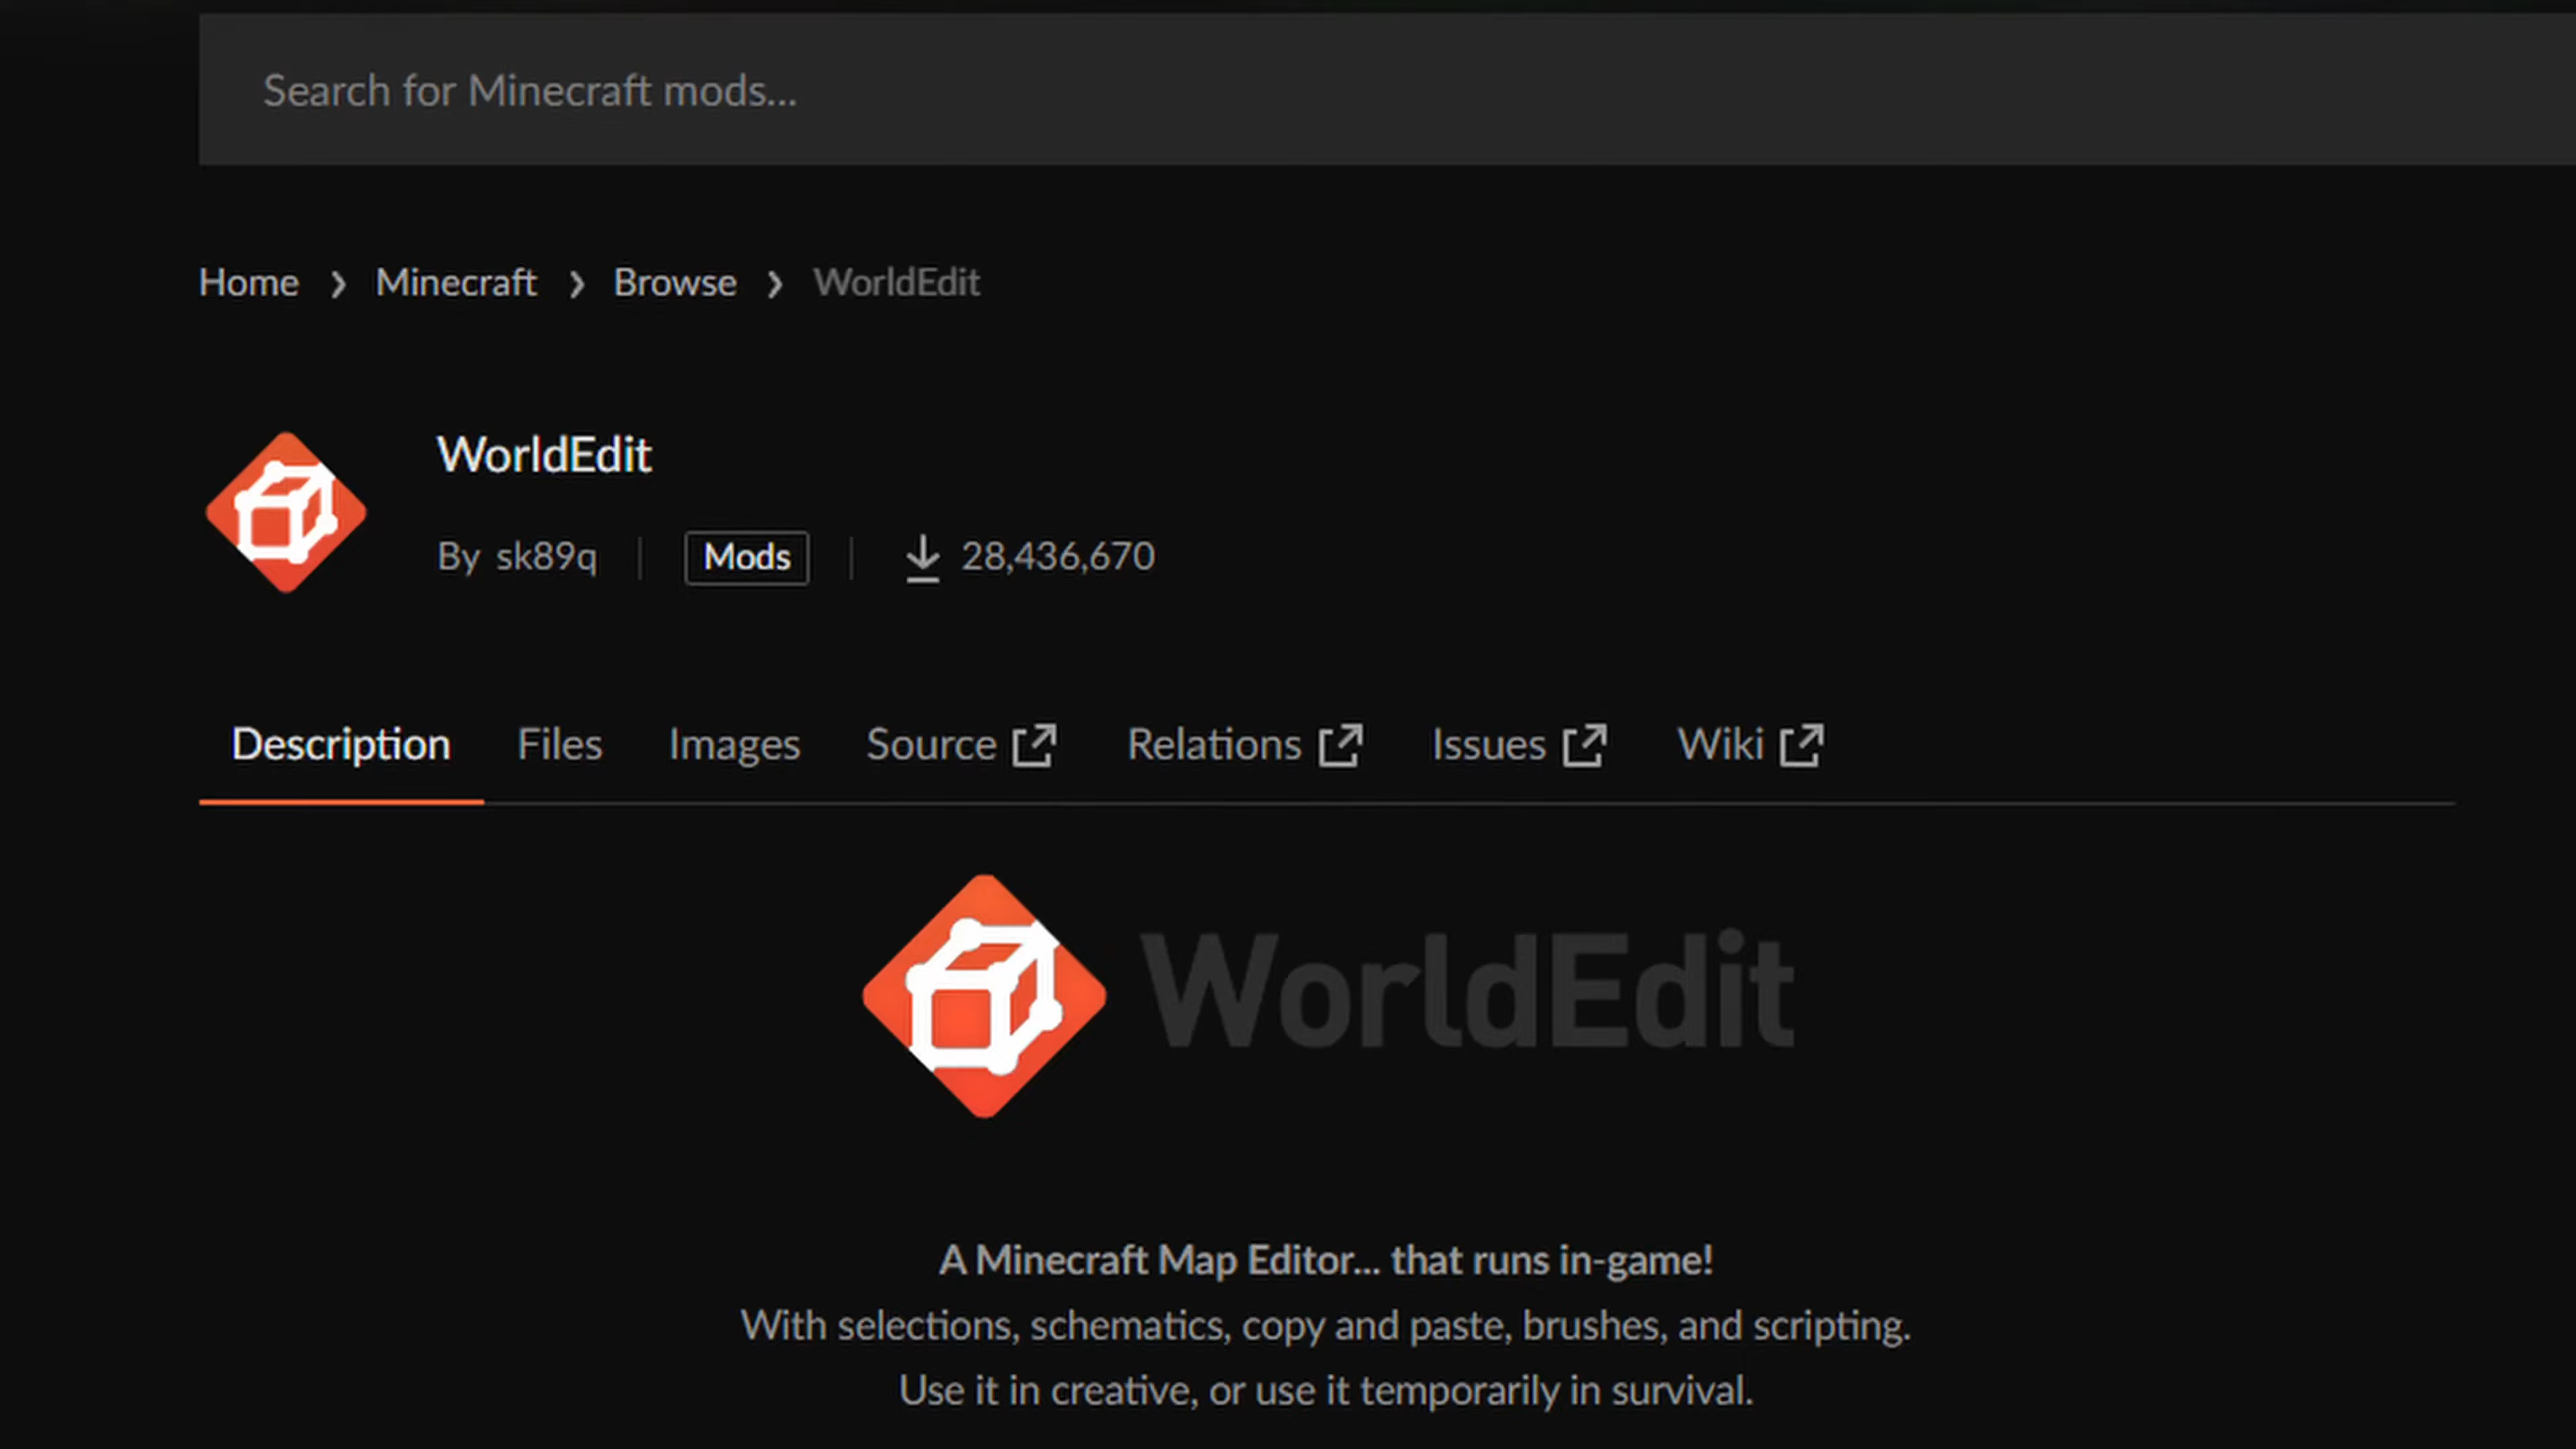 Search for Minecraft mods...
Home > Minecraft > Browse > WorldEdit
WorldEdit
By sk89q | Mods | 28,436,670
Description Files Images Source Relations Issues Wiki
WorldEdit
A Minecraft Map Editor... that runs in-game!
With selections, schematics, copy and paste, brushes, and scripting.
Use it in creative, or use it temporarily in survival.